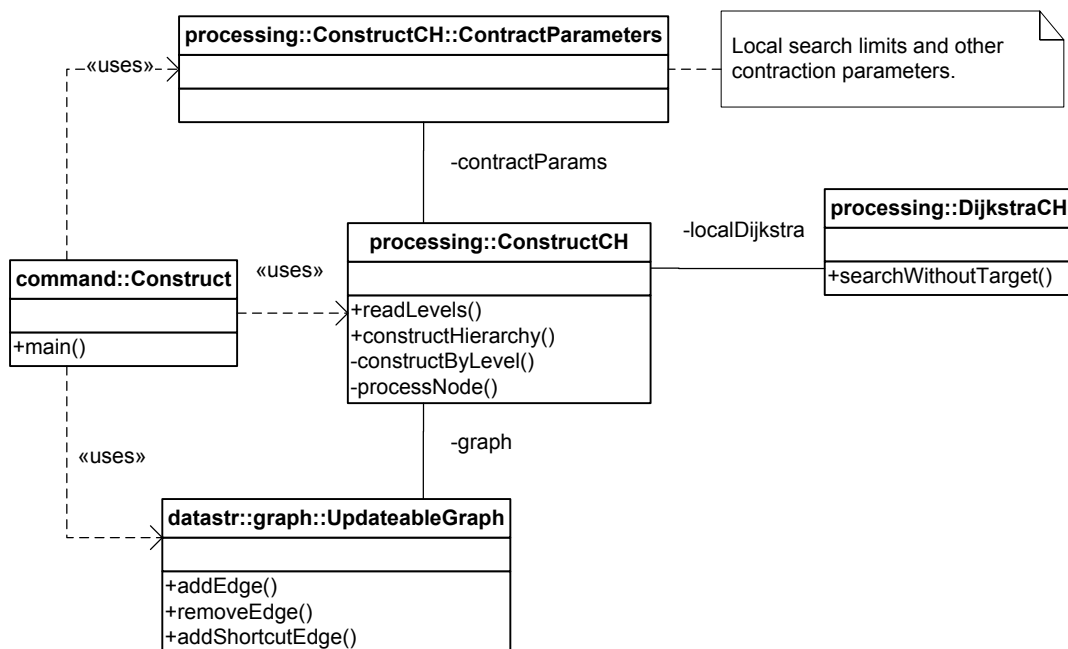 processing::ConstructCH::ContractParameters
Local search limits and other
contraction parameters.
«uses»
-contractParams
processing::DijkstraCH
+searchWithoutTarget()
-localDijkstra
processing::ConstructCH
+readLevels()
+constructHierarchy()
-constructByLevel()
-processNode()
«uses»
command::Construct
+main()
«uses»
-graph
datastr::graph::UpdateableGraph
+addEdge()
+removeEdge()
+addShortcutEdge()